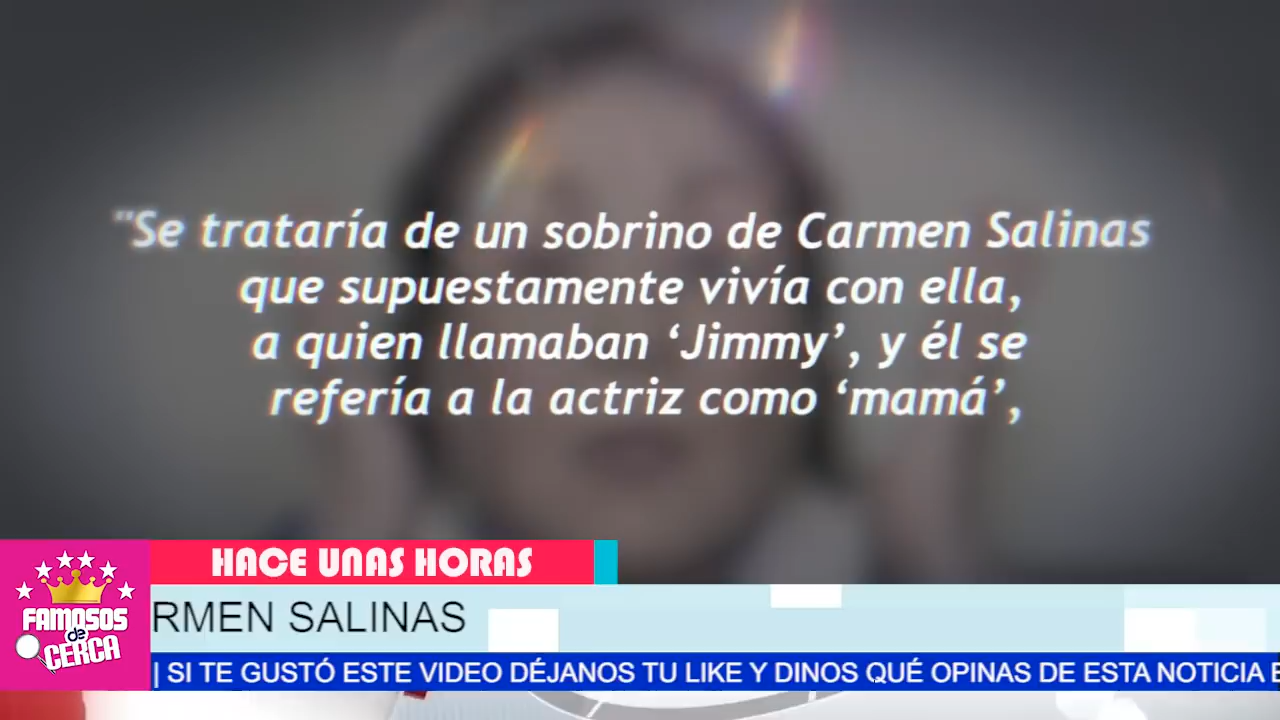 "Se trataría de un sobrino de Carmen Salinas
que supuestamente vivía con ella,
a quien llamaban ‘Jimmy’, y él se
refería a la actriz como ‘mamá’,
HACE UNAS HORAS
RMEN SALINAS
FAMOSOS
de
CERCA
| SI TE GUSTÓ ESTE VIDEO DÉJANOS TU LIKE Y DINOS QUÉ OPINAS DE ESTA NOTICIA E